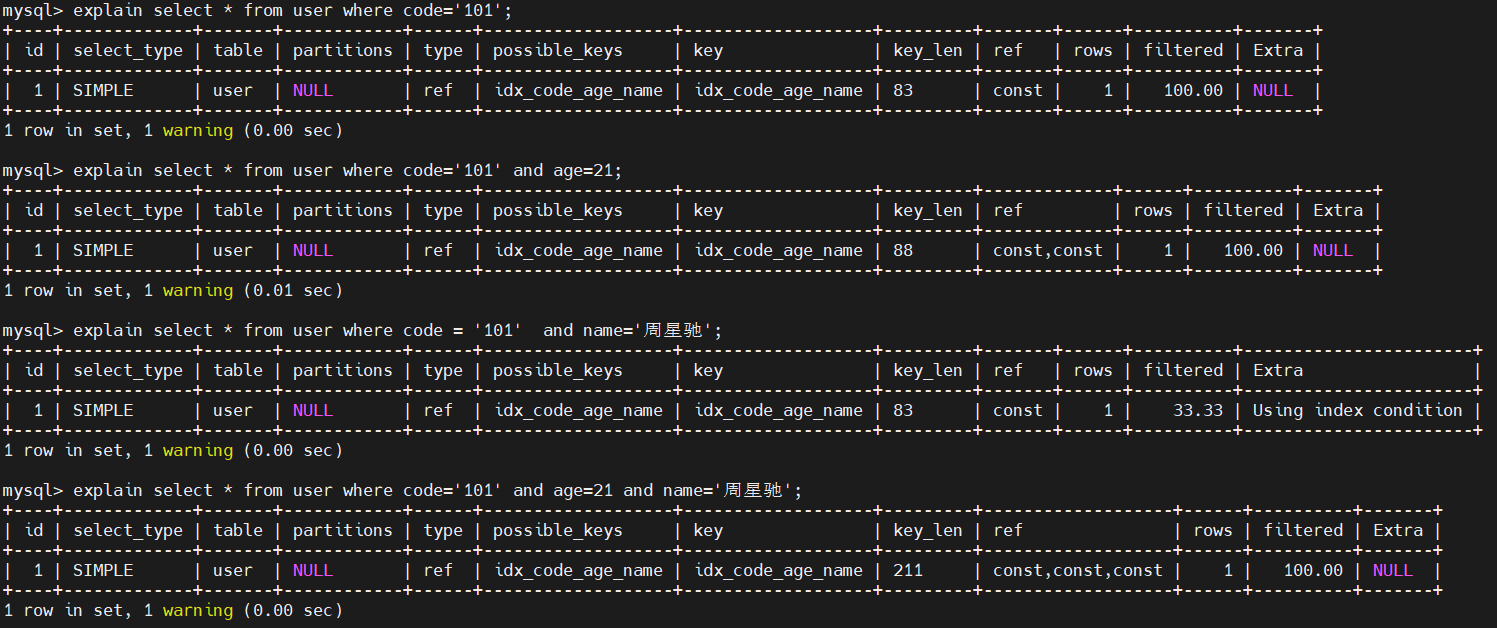 mysql> explain select * from user where code='101';
+----+-------------+-------+------------+------+-------------------+-------------------+---------+-------+------+----------+-------+
| id | select_type | table | partitions | type | possible_keys     | key               | key_len | ref   | rows | filtered | Extra |
+----+-------------+-------+------------+------+-------------------+-------------------+---------+-------+------+----------+-------+
|  1 | SIMPLE      | user  | NULL       | ref  | idx_code_age_name | idx_code_age_name | 83      | const |    1 |   100.00 | NULL  |
+----+-------------+-------+------------+------+-------------------+-------------------+---------+-------+------+----------+-------+
1 row in set, 1 warning (0.00 sec)

mysql> explain select * from user where code='101' and age=21;
+----+-------------+-------+------------+------+-------------------+-------------------+---------+-------------+------+----------+-------+
| id | select_type | table | partitions | type | possible_keys     | key               | key_len | ref         | rows | filtered | Extra |
+----+-------------+-------+------------+------+-------------------+-------------------+---------+-------------+------+----------+-------+
|  1 | SIMPLE      | user  | NULL       | ref  | idx_code_age_name | idx_code_age_name | 88      | const,const |    1 |   100.00 | NULL  |
+----+-------------+-------+------------+------+-------------------+-------------------+---------+-------------+------+----------+-------+
1 row in set, 1 warning (0.01 sec)

mysql> explain select * from user where code = '101'  and name='周星驰';
+----+-------------+-------+------------+------+-------------------+-------------------+---------+-------+------+----------+-----------------------+
| id | select_type | table | partitions | type | possible_keys     | key               | key_len | ref   | rows | filtered | Extra                 |
+----+-------------+-------+------------+------+-------------------+-------------------+---------+-------+------+----------+-----------------------+
|  1 | SIMPLE      | user  | NULL       | ref  | idx_code_age_name | idx_code_age_name | 83      | const |    1 |    33.33 | Using index condition |
+----+-------------+-------+------------+------+-------------------+-------------------+---------+-------+------+----------+-----------------------+
1 row in set, 1 warning (0.00 sec)

mysql> explain select * from user where code='101' and age=21 and name='周星驰';
+----+-------------+-------+------------+------+-------------------+-------------------+---------+-------------------+------+----------+-------+
| id | select_type | table | partitions | type | possible_keys     | key               | key_len | ref               | rows | filtered | Extra |
+----+-------------+-------+------------+------+-------------------+-------------------+---------+-------------------+------+----------+-------+
|  1 | SIMPLE      | user  | NULL       | ref  | idx_code_age_name | idx_code_age_name | 211     | const,const,const |    1 |   100.00 | NULL  |
+----+-------------+-------+------------+------+-------------------+-------------------+---------+-------------------+------+----------+-------+
1 row in set, 1 warning (0.00 sec)